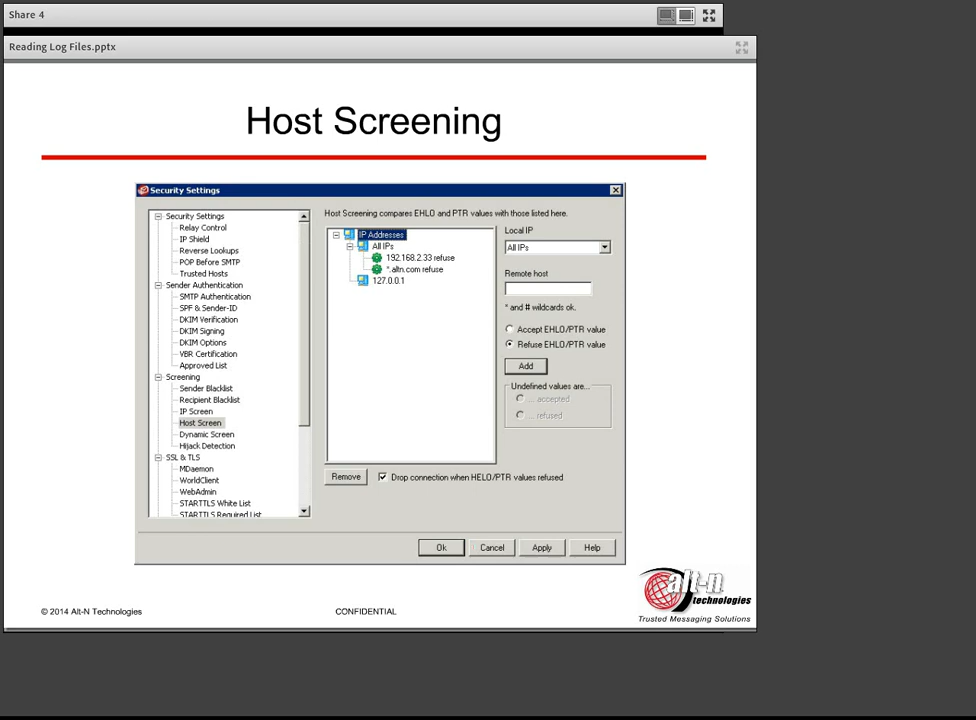 Share 4
Reading Log Files.pptx
Host Screening
Security Settings
Security Settings
Relay Control
IP Shield
Reverse Lookups
POP Before SMTP
Trusted Hosts
Sender Authentication
SMTP Authentication
SPF & Sender-ID
DKIM Verification
DKIM Signing
DKIM Options
VBR Certification
Approved List
Screening
Sender Blacklist
Recipient Blacklist
IP Screen
Host Screen
Dynamic Screen
Hijack Detection
SSL & TLS
MDaemon
WorldClient
WebAdmin
STARTTLS White List
STARTTLS Required List
Host Screening compares EHLO and PTR values with those listed here.
IP Addresses
All IPs
192.168.2.33 refuse
*.altn.com refuse
127.0.0.1
Local IP
All IPs
Remote host
* and # wildcards ok.
Accept EHLO/PTR value
Refuse EHLO/PTR value
Add
Undefined values are...
... accepted
... refused
Remove
Drop connection when HELO/PTR values refused
Ok Cancel Apply Help
alt-n
technologies
Trusted Messaging Solutions
© 2014 Alt-N Technologies CONFIDENTIAL